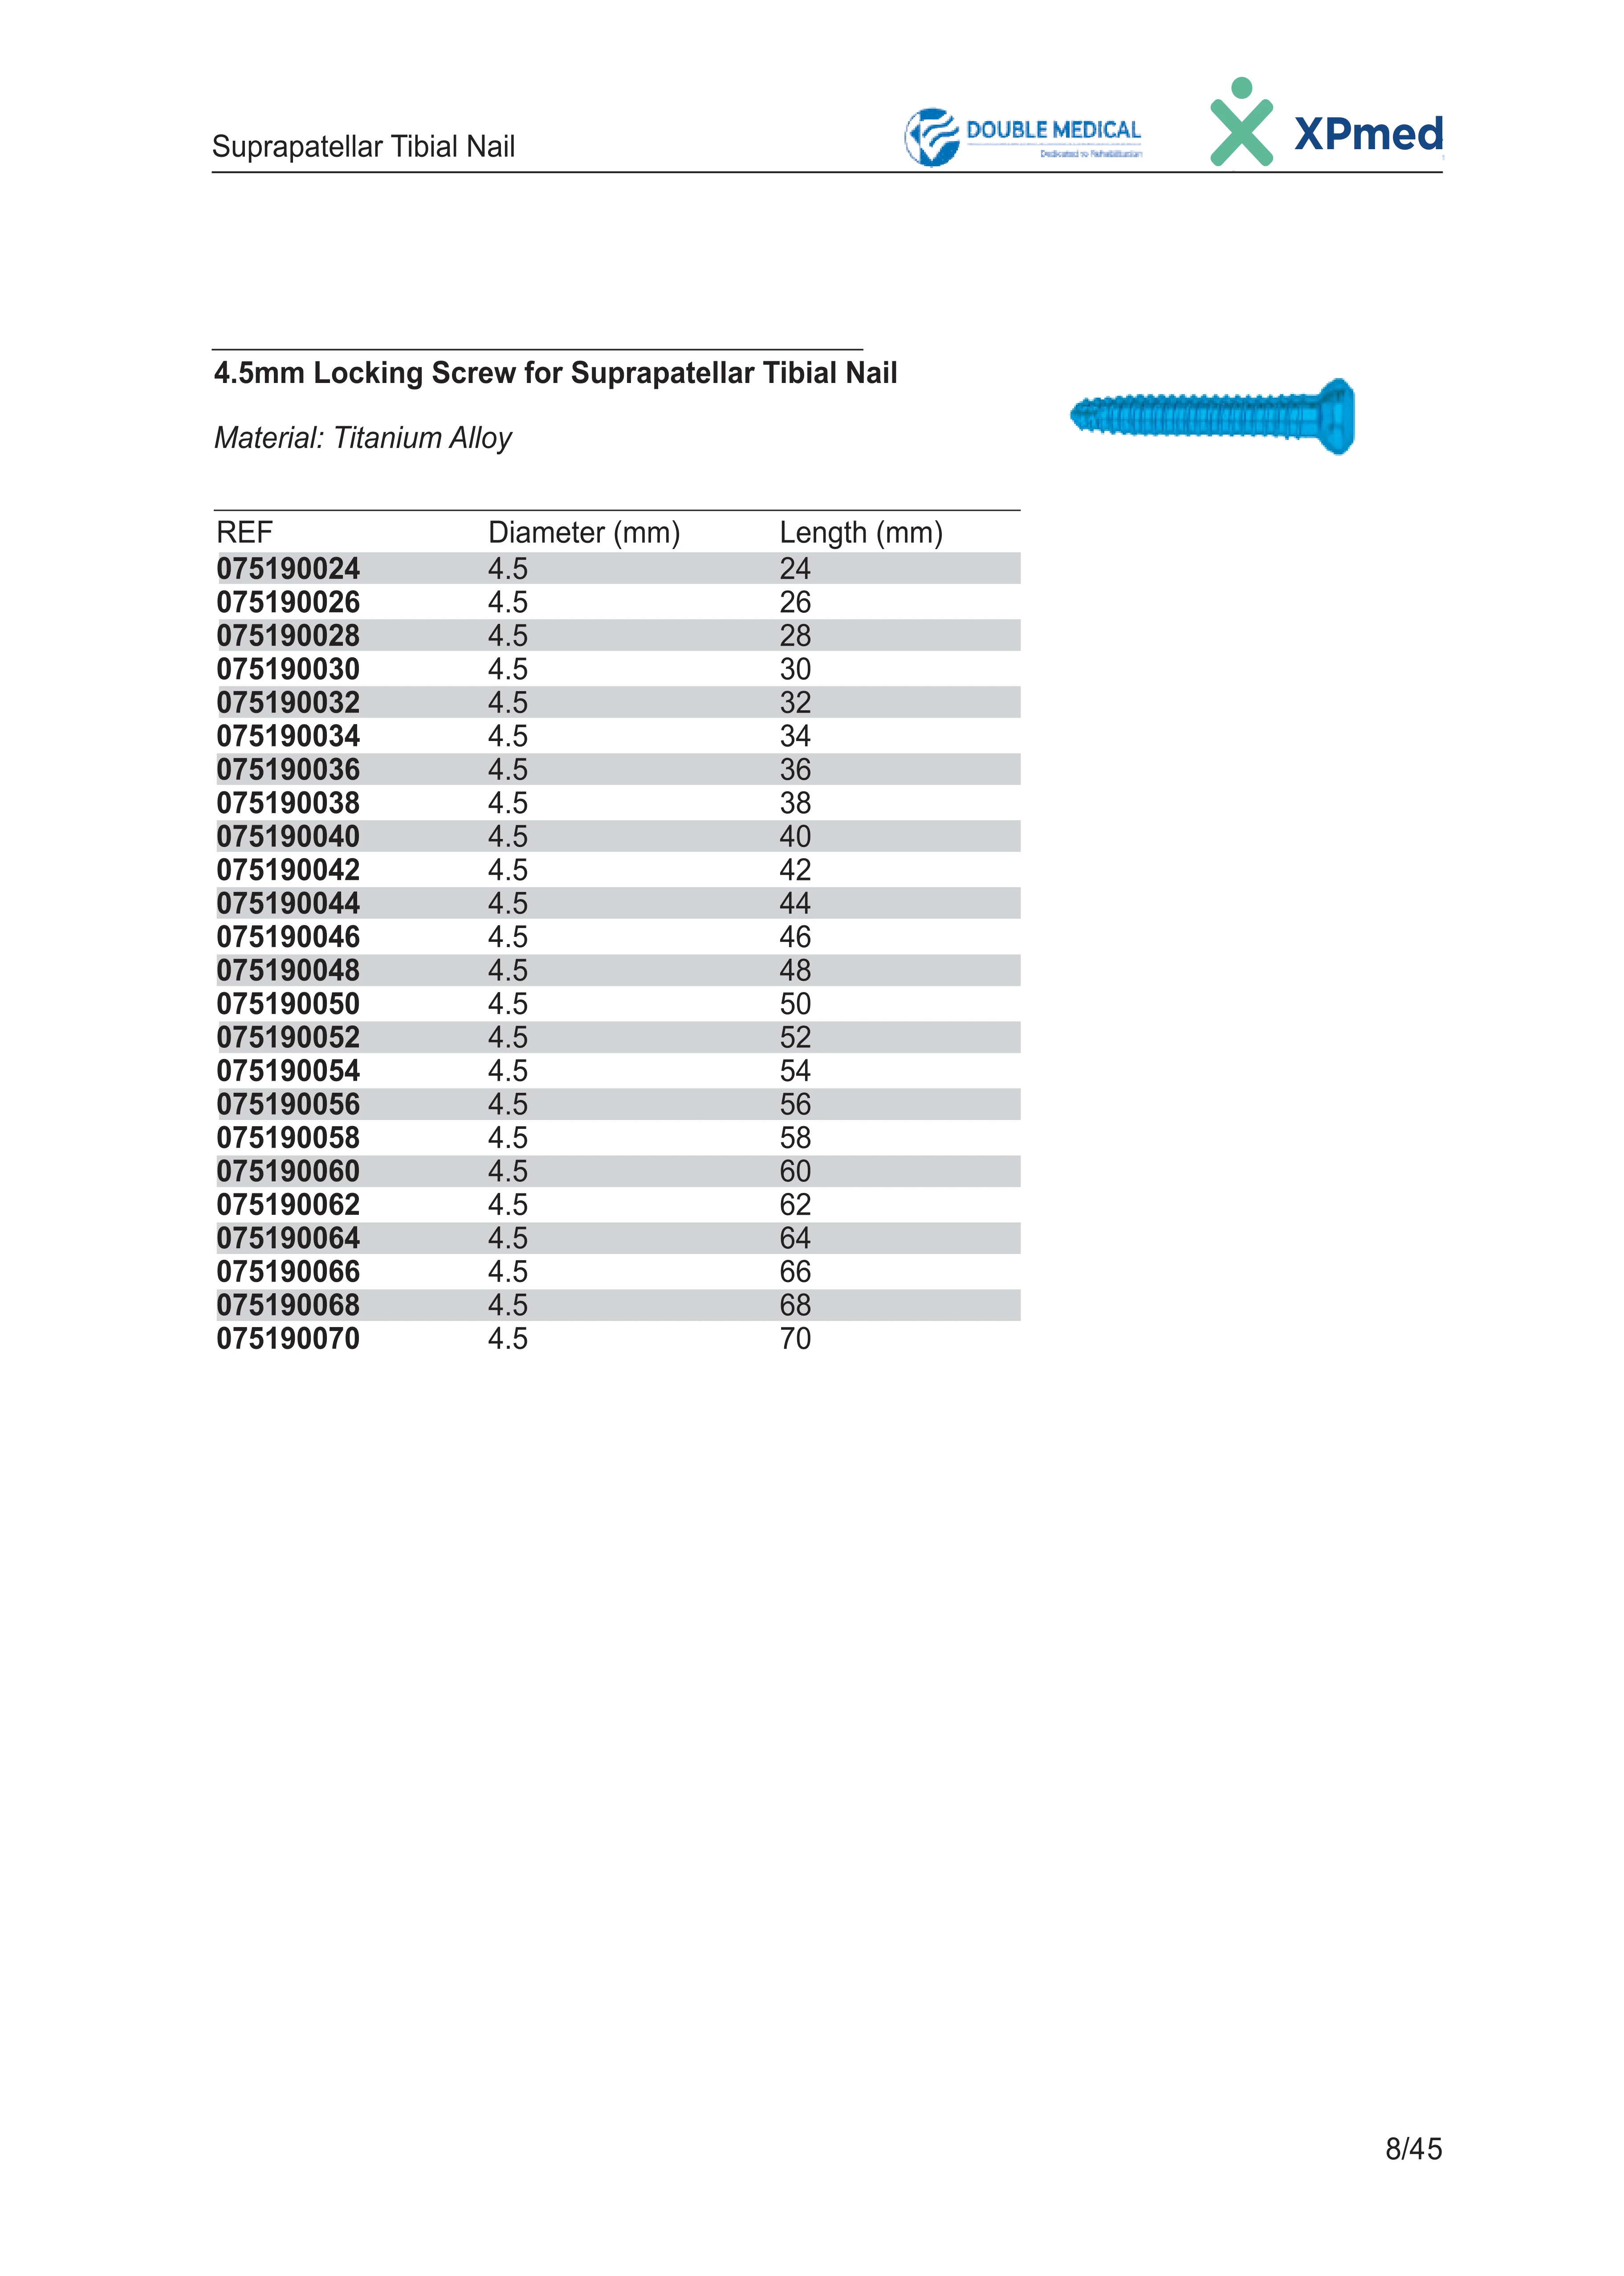 Suprapatellar Tibial Nail
DOUBLE MEDICAL
Dedicated to Rehabilitation
XPmed
4.5mm Locking Screw for Suprapatellar Tibial Nail
Material: Titanium Alloy
REF Diameter (mm) Length (mm)
075190024 4.5 24
075190026 4.5 26
075190028 4.5 28
075190030 4.5 30
075190032 4.5 32
075190034 4.5 34
075190036 4.5 36
075190038 4.5 38
075190040 4.5 40
075190042 4.5 42
075190044 4.5 44
075190046 4.5 46
075190048 4.5 48
075190050 4.5 50
075190052 4.5 52
075190054 4.5 54
075190056 4.5 56
075190058 4.5 58
075190060 4.5 60
075190062 4.5 62
075190064 4.5 64
075190066 4.5 66
075190068 4.5 68
075190070 4.5 70
8/45